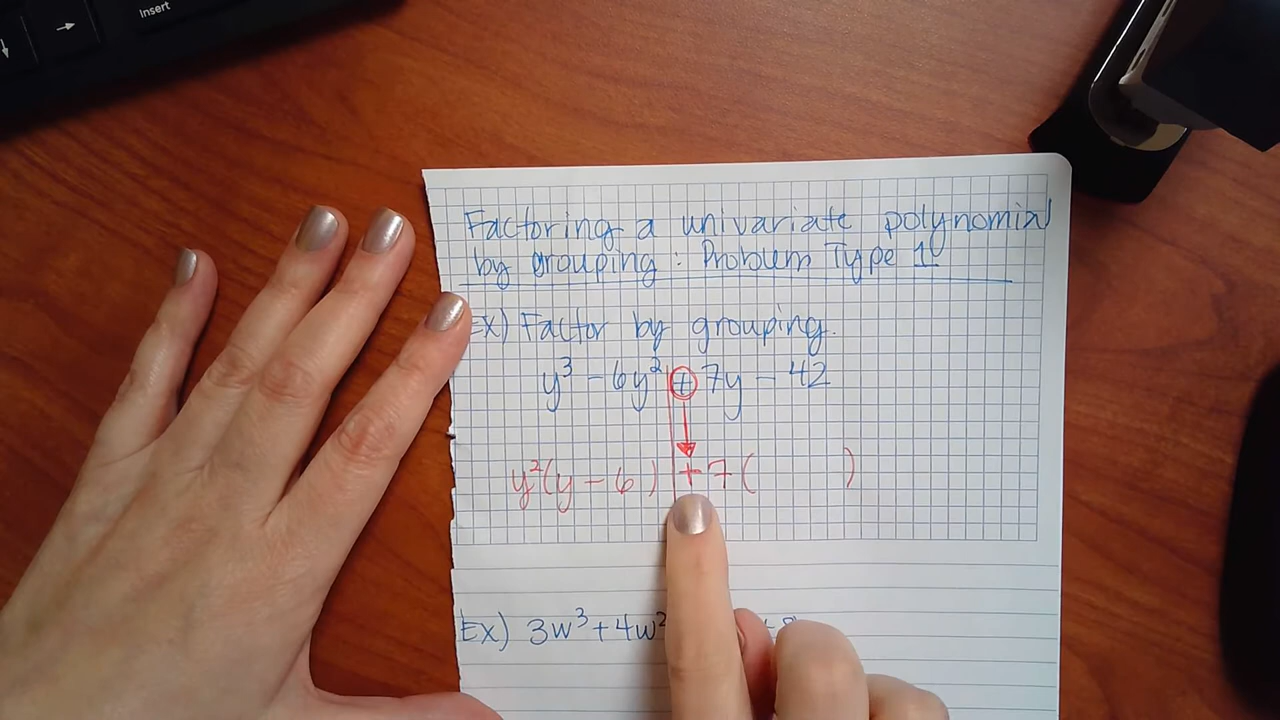 Insert
Factoring a univariate polynomial
by grouping: Problem Type 1
Ex) Factor by grouping.
y³ - 6y² + 7y - 42
y²(y - 6) + 7( )
Ex) 3w³ + 4w² + 8